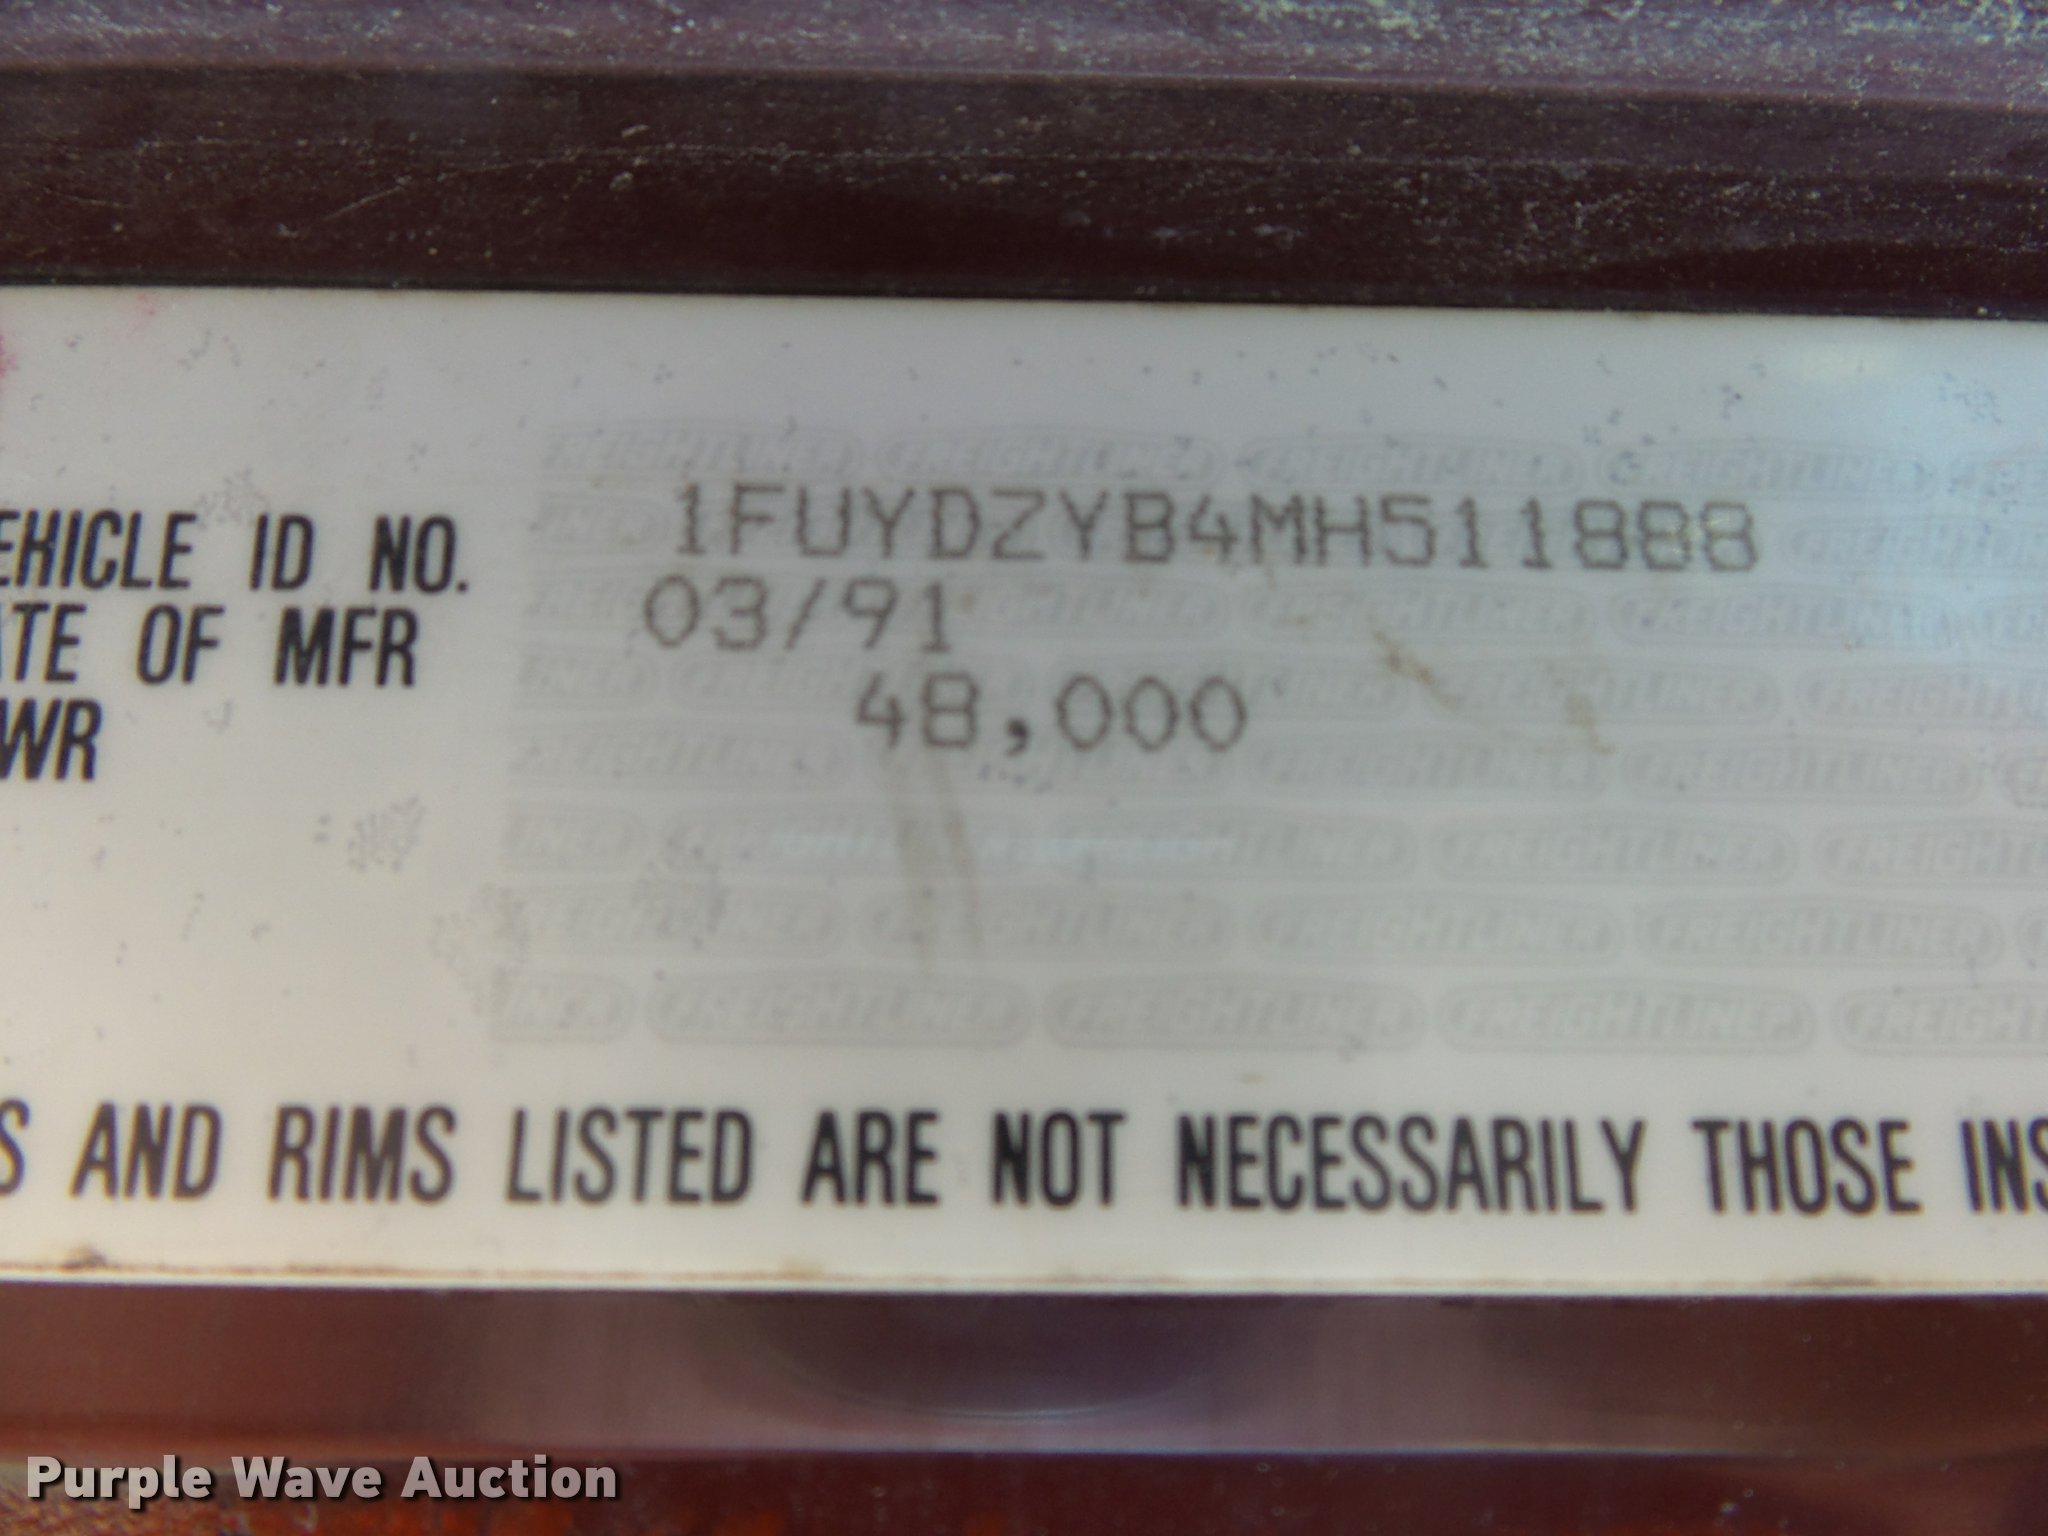 EHICLE ID NO. 1FUYDZYB4MH511888
ATE OF MFR 03/91
WR 48,000
FREIGHTLINER
S AND RIMS LISTED ARE NOT NECESSARILY THOSE INS
Purple Wave Auction